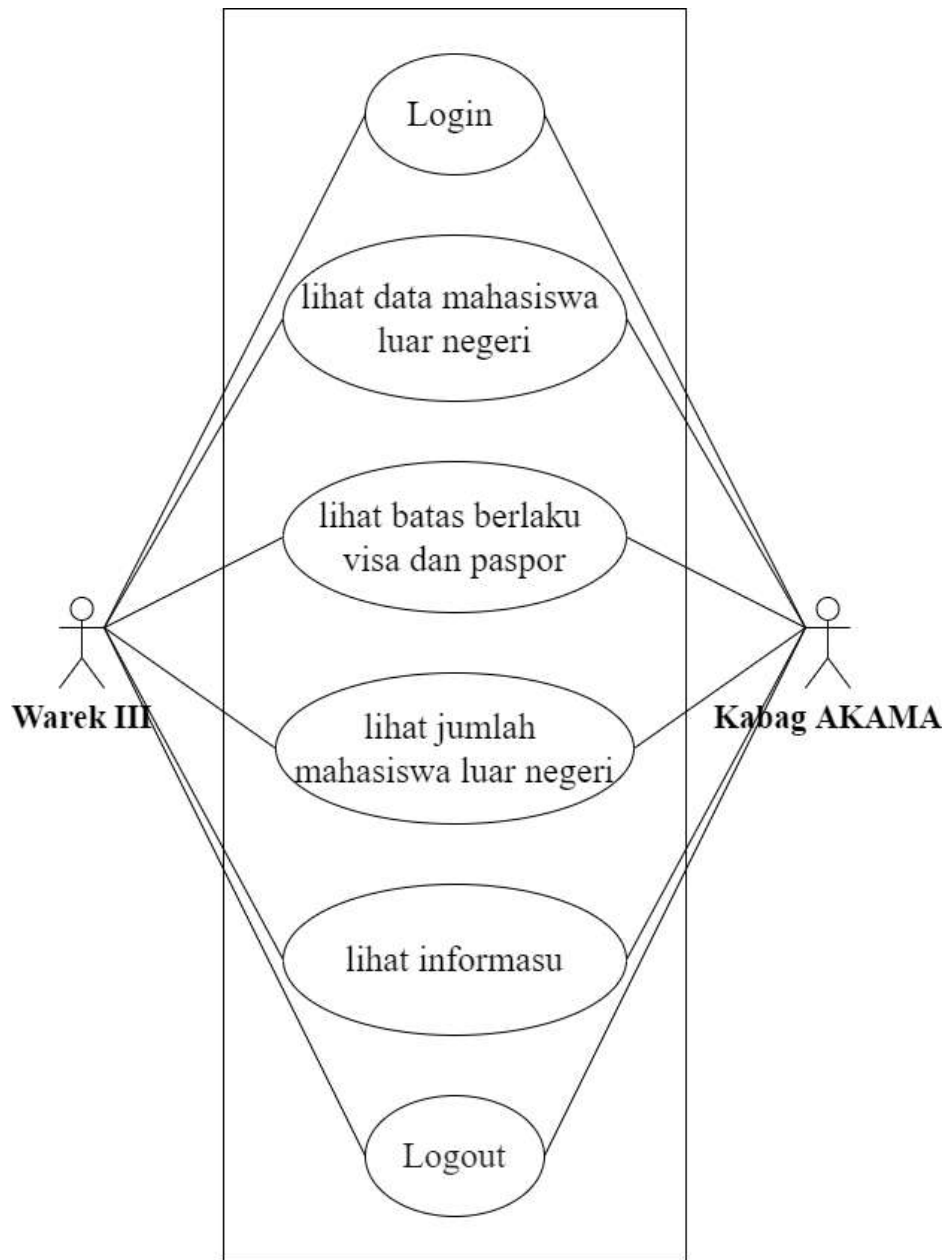 Login
lihat data mahasiswa
luar negeri
lihat batas berlaku
visa dan paspor
Warek III
Kabag AKAMA
lihat jumlah
mahasiswa luar negeri
lihat informasu
Logout